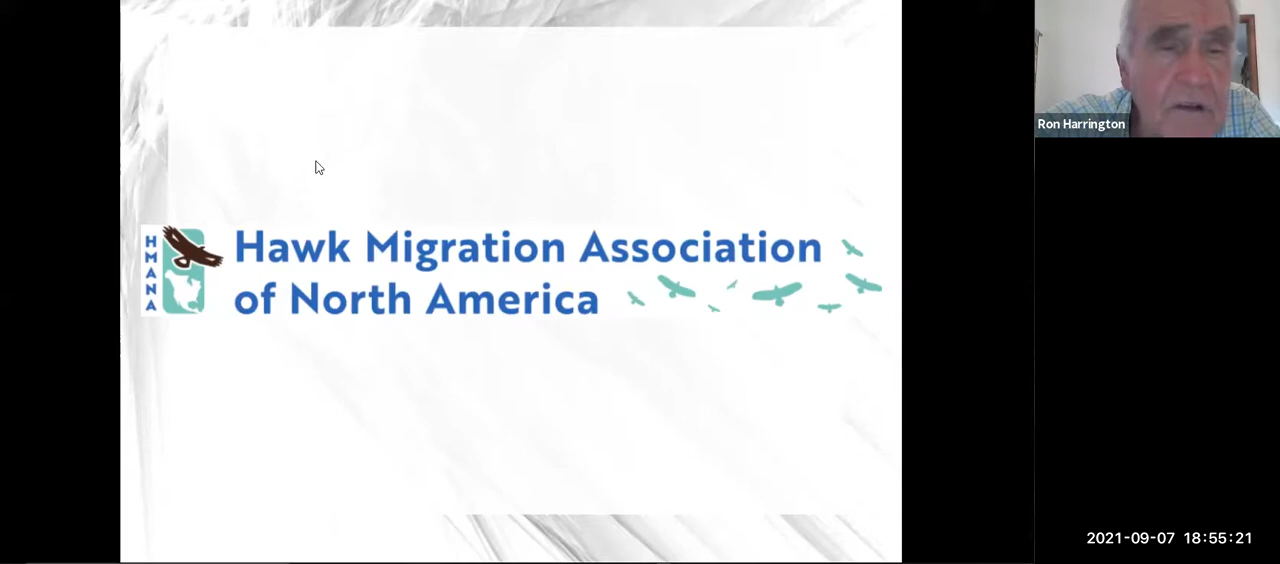 HMANA
Hawk Migration Association
of North America
Ron Harrington
2021-09-07 18:55:21